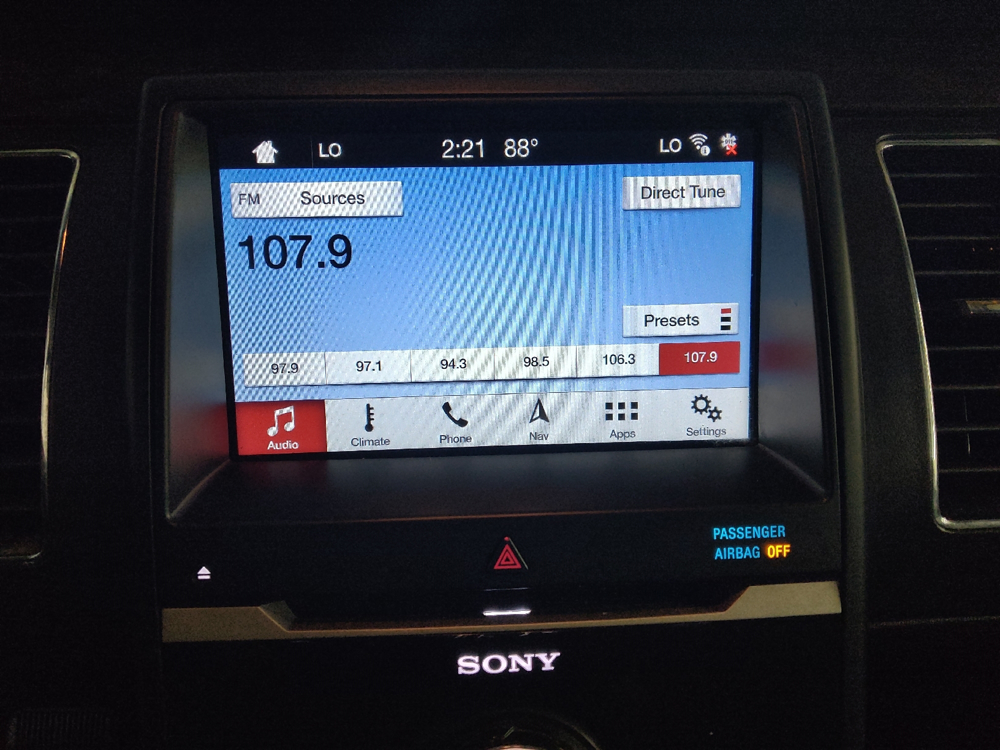 LO 2:21 88° LO
FM Sources Direct Tune
107.9
Presets
97.9 97.1 94.3 98.5 106.3 107.9
Audio Climate Phone Nav Apps Settings
PASSENGER
AIRBAG OFF
SONY